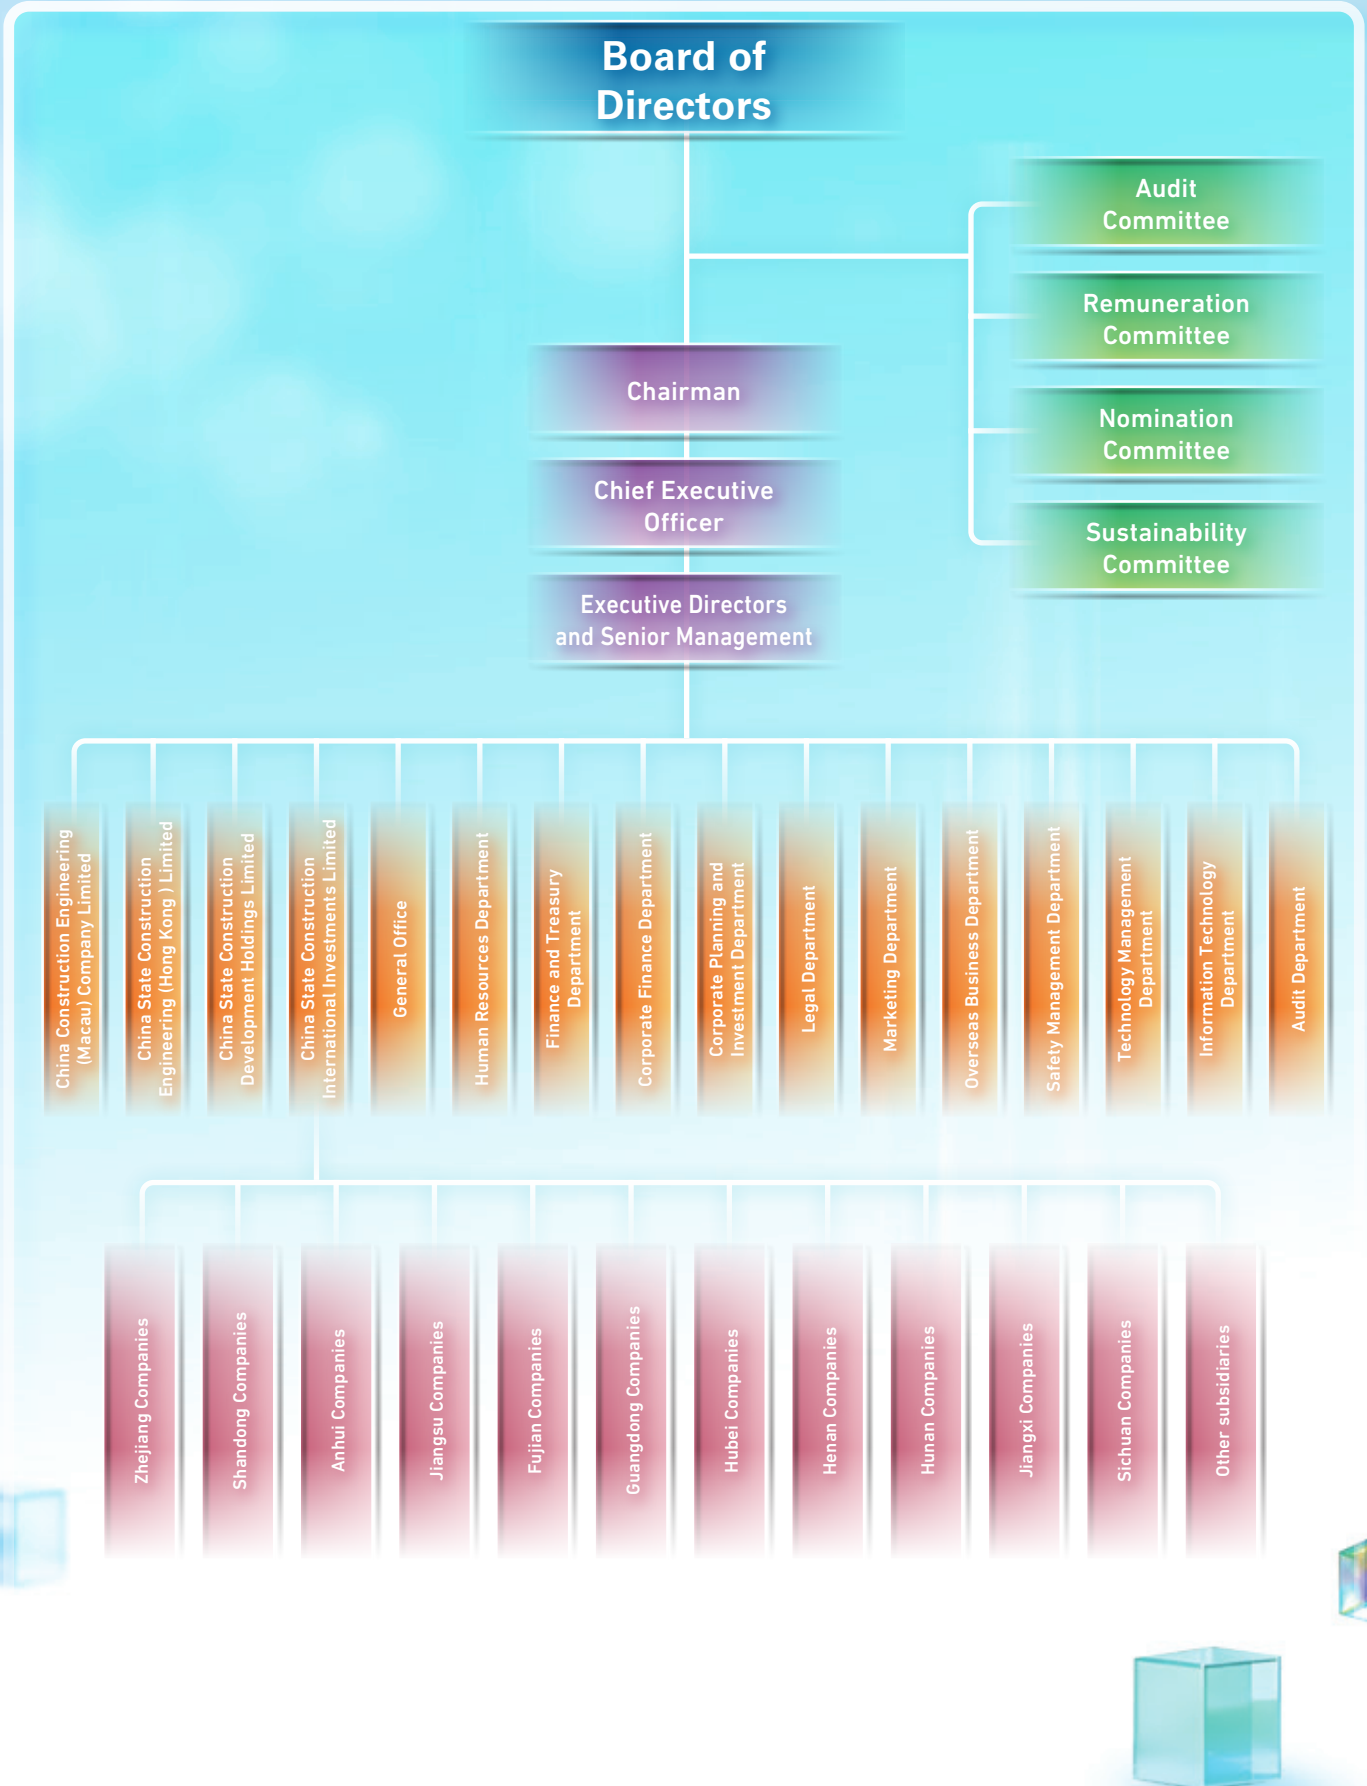 Board of
Directors
Audit
Committee
Remuneration
Committee
Nomination
Committee
Sustainability
Committee
Chairman
Chief Executive
Officer
Executive Directors
and Senior Management
China Construction Engineering
(Macau) Company Limited
China State Construction
Engineering (Hong Kong ) Limited
China State Construction
Development Holdings Limited
China State Construction
International Investments Limited
General Office
Human Resources Department
Finance and Treasury
Department
Corporate Finance Department
Corporate Planning and
Investment Department
Legal Department
Marketing Department
Overseas Business Department
Safety Management Department
Technology Management
Department
Information Technology
Department
Audit Department
Zhejiang Companies
Shandong Companies
Anhui Companies
Jiangsu Companies
Fujian Companies
Guangdong Companies
Hubei Companies
Henan Companies
Hunan Companies
Jiangxi Companies
Sichuan Companies
Other subsidiaries